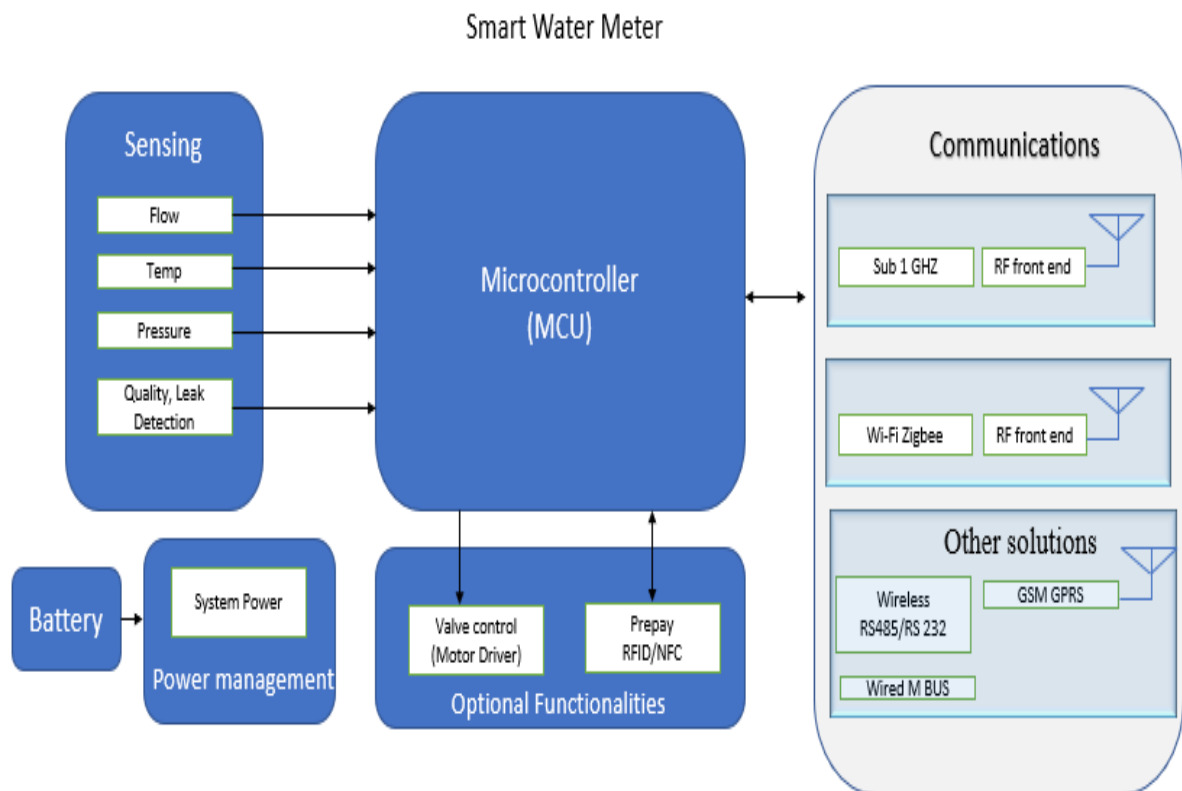 Smart Water Meter
Sensing
Flow
Temp
Pressure
Quality, Leak
Detection
Microcontroller
(MCU)
Communications
Sub 1 GHZ
RF front end
Wi-Fi Zigbee
RF front end
Other solutions
Wireless
RS485/RS 232
GSM GPRS
Wired M BUS
Battery
System Power
Power management
Valve control
(Motor Driver)
Prepay
RFID/NFC
Optional Functionalities